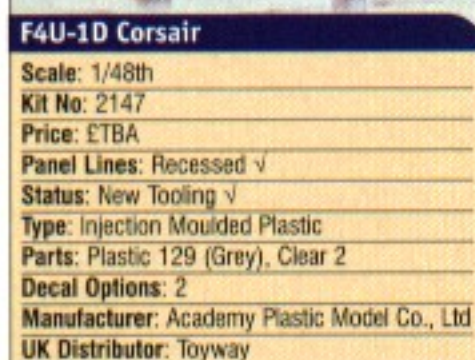 F4U-1D Corsair
Scale: 1/48th
Kit No: 2147
Price: £TBA
Panel Lines: Recessed √
Status: New Tooling √
Type: Injection Moulded Plastic
Parts: Plastic 129 (Grey), Clear 2
Decal Options: 2
Manufacturer: Academy Plastic Model Co., Ltd
UK Distributor: Toyway